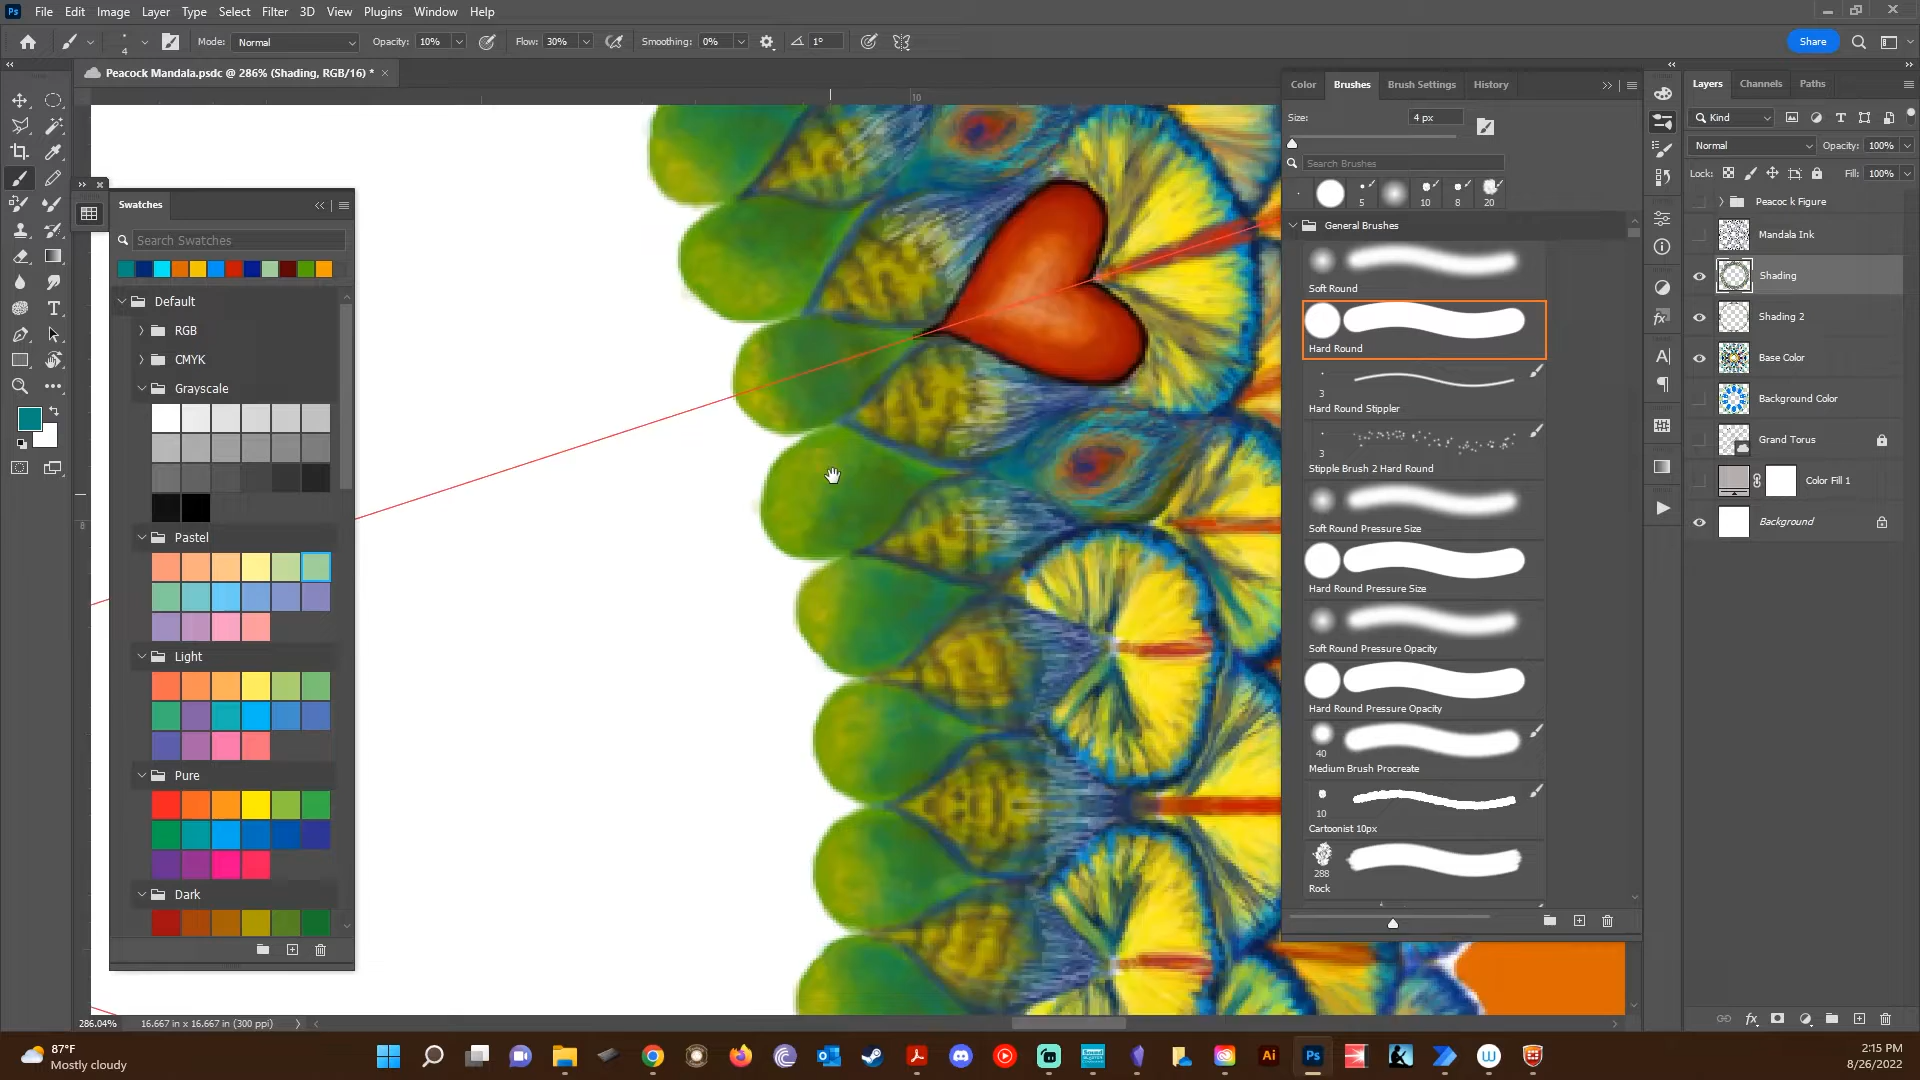 Ps File Edit Image Layer Type Select Filter 3D View Plugins Window Help
4 Mode: Normal Opacity: 10% Flow: 30% Smoothing: 0% 1° Share
Peacock Mandala.psdc @ 286% (Shading, RGB/16) * ×
10
8
Swatches
Search Swatches
Default
RGB
CMYK
Grayscale
Pastel
Light
Pure
Dark
Color Brushes Brush Settings History
Size: 4 px
Search Brushes
5 10 8 20
General Brushes
Soft Round
Hard Round
3
Hard Round Stippler
3
Stipple Brush 2 Hard Round
Soft Round Pressure Size
Hard Round Pressure Size
Soft Round Pressure Opacity
Hard Round Pressure Opacity
40
Medium Brush Procreate
10
Cartoonist 10px
288
Rock
Layers Channels Paths
Kind
Normal Opacity: 100%
Lock: Fill: 100%
Peacoc k Figure
Mandala Ink
Shading
Shading 2
Base Color
Background Color
Grand Torus
Color Fill 1
Background
286.04% 16.667 in x 16.667 in (300 ppi)
87°F
Mostly cloudy
Ai Ps
2:15 PM
8/26/2022